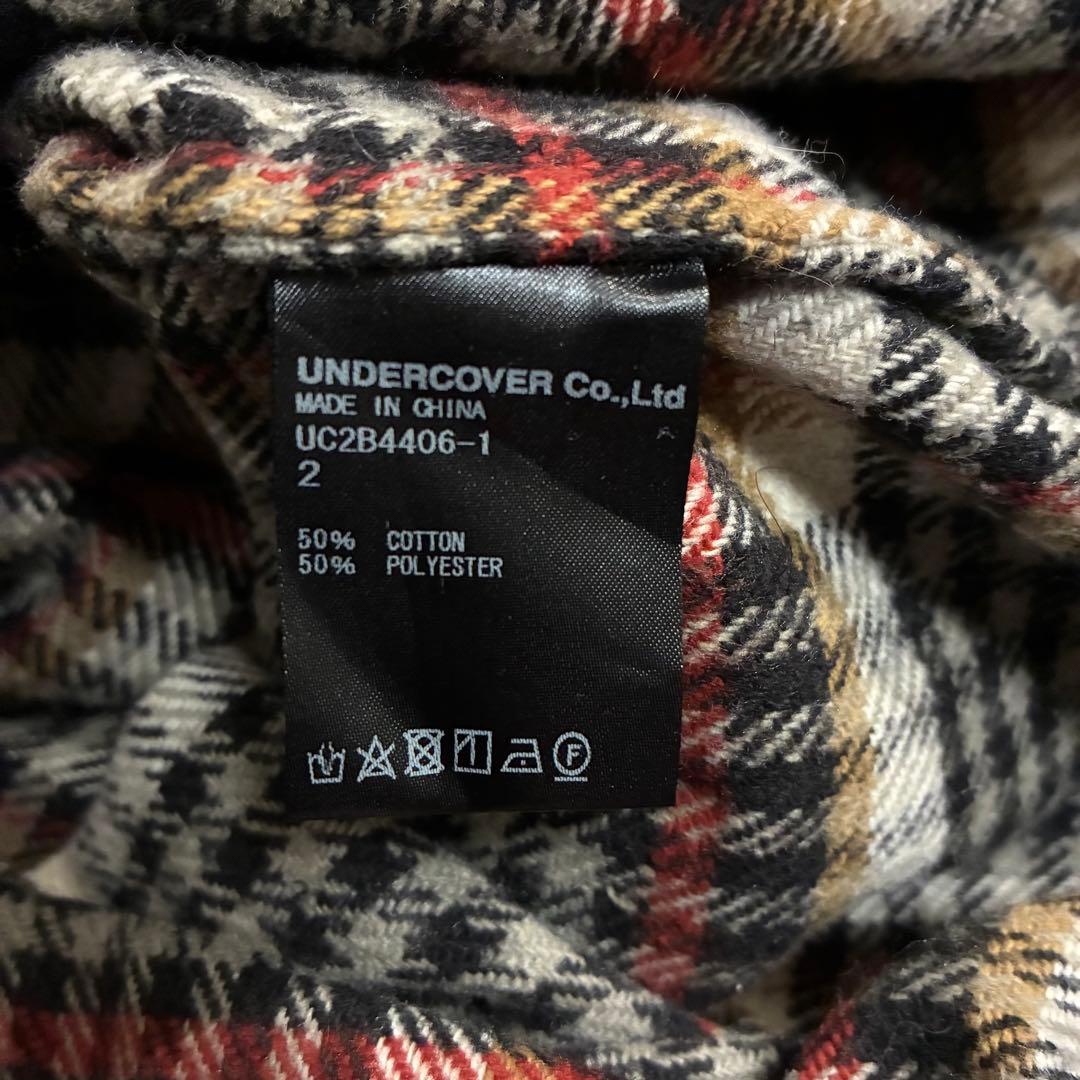 UNDERCOVER Co.,Ltd
MADE IN CHINA
UC2B4406-1
2
50% COTTON
50% POLYESTER
F